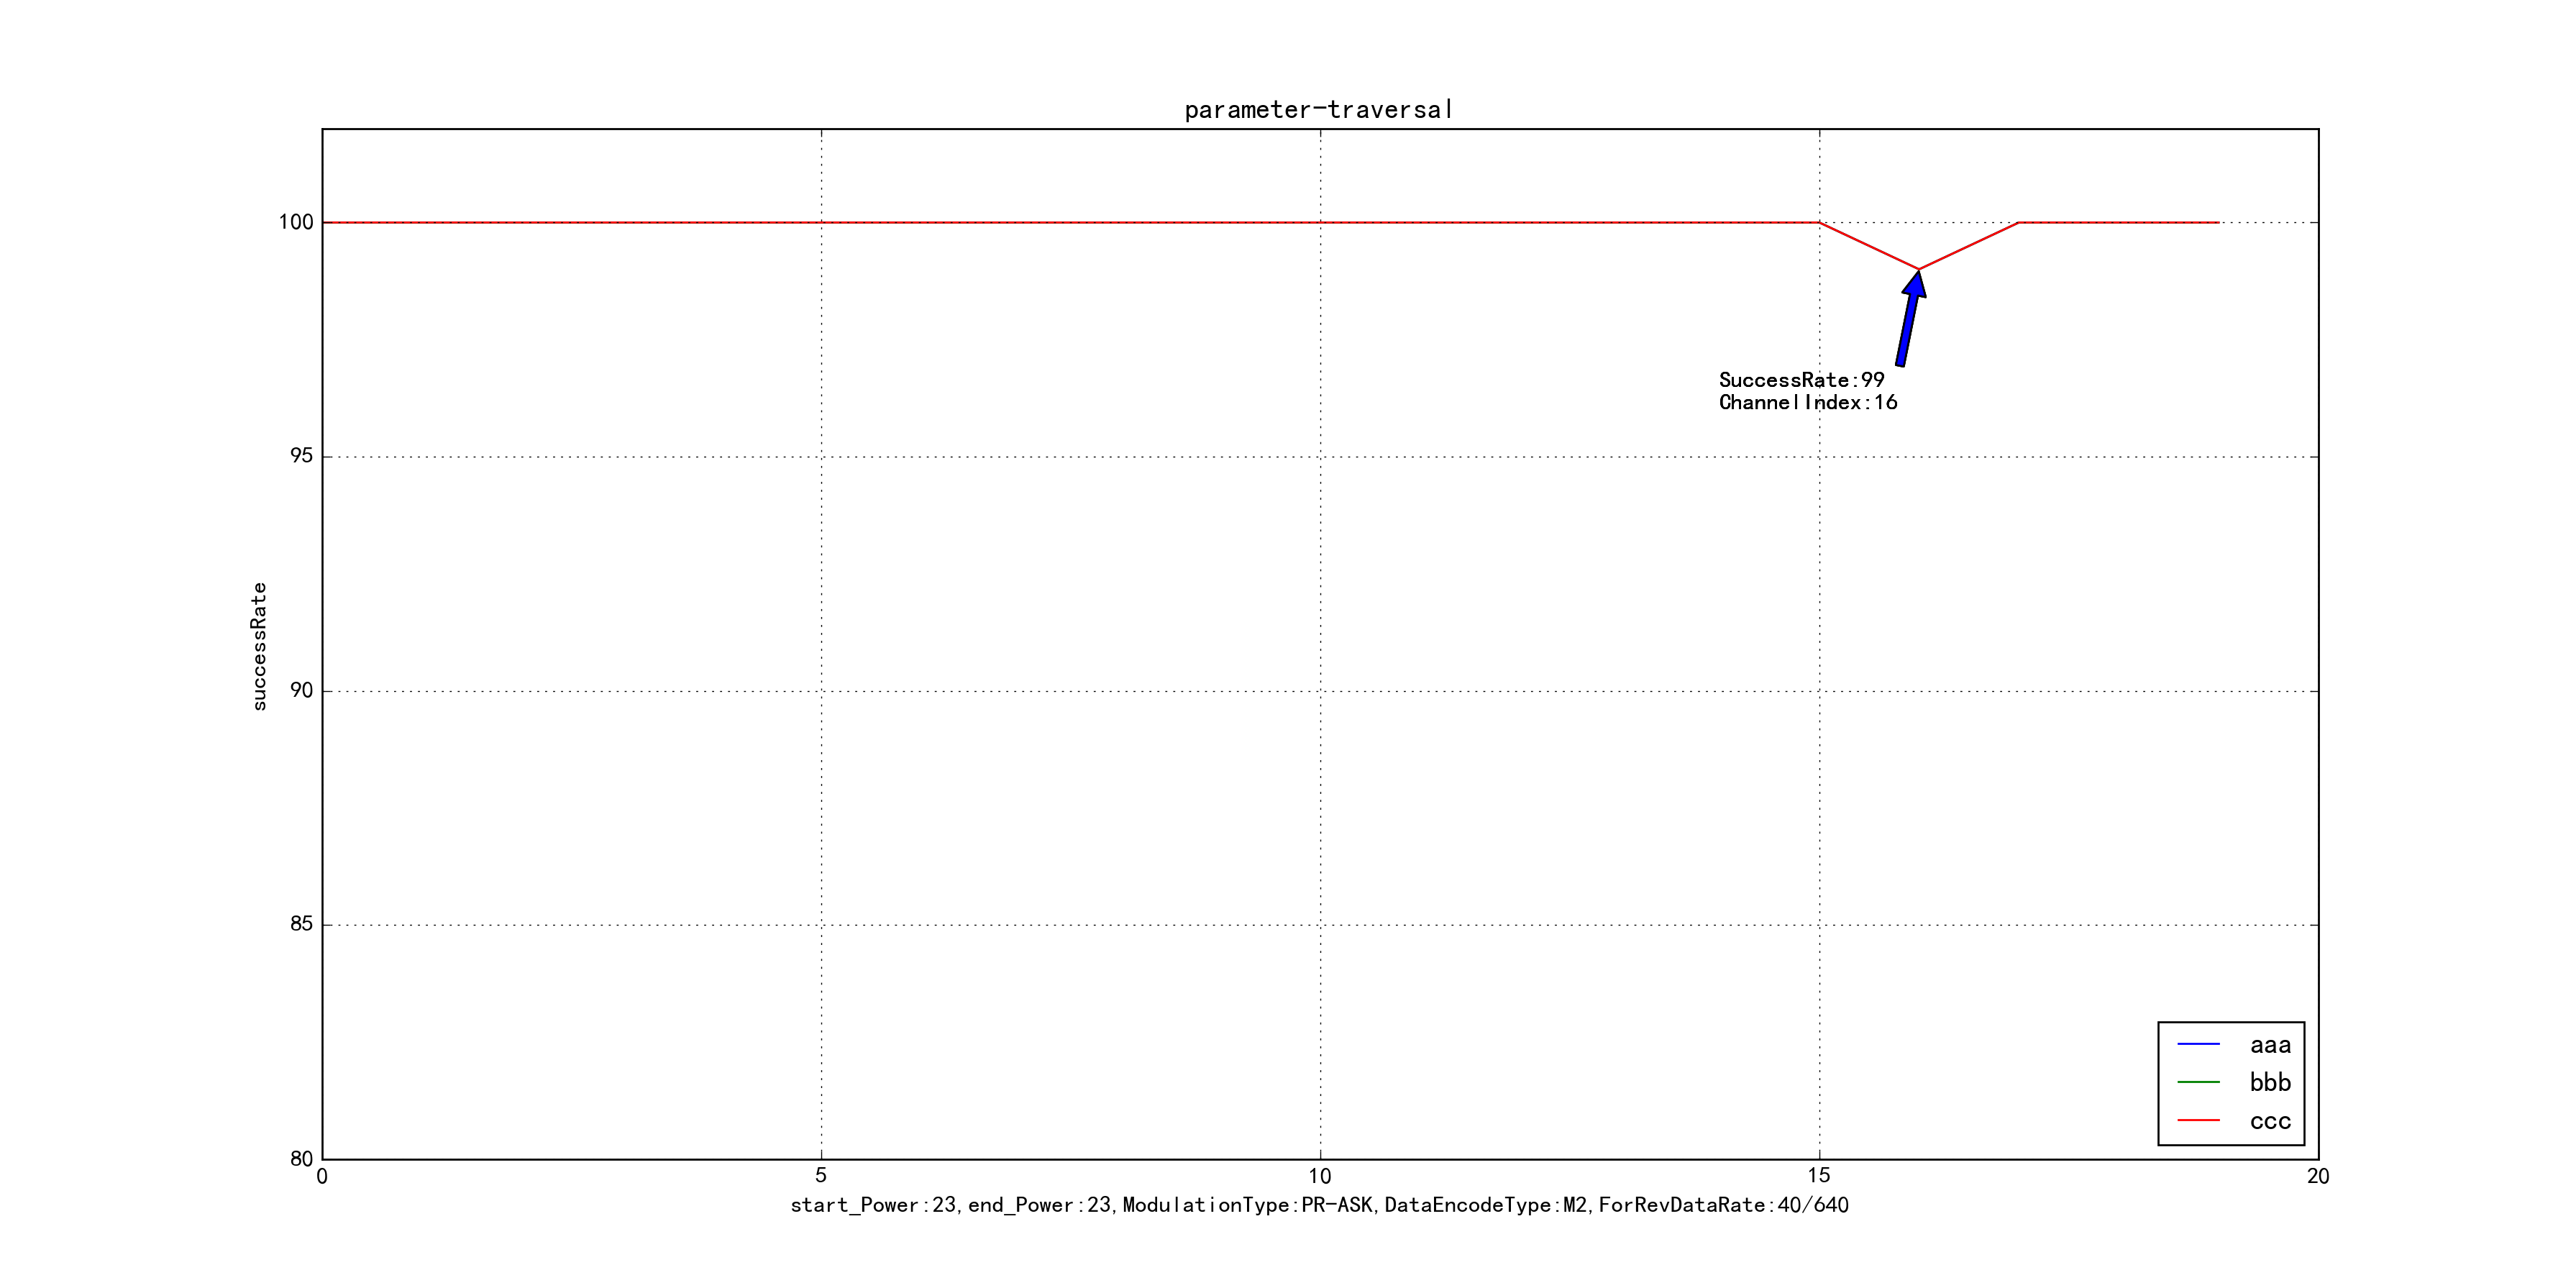 parameter-traversal
100
95
90
85
80
successRate
SuccessRate:99
ChannelIndex:16
aaa
bbb
ccc
0 5 10 15 20
start_Power:23,end_Power:23,ModulationType:PR-ASK,DataEncodeType:M2,ForRevDataRate:40/640